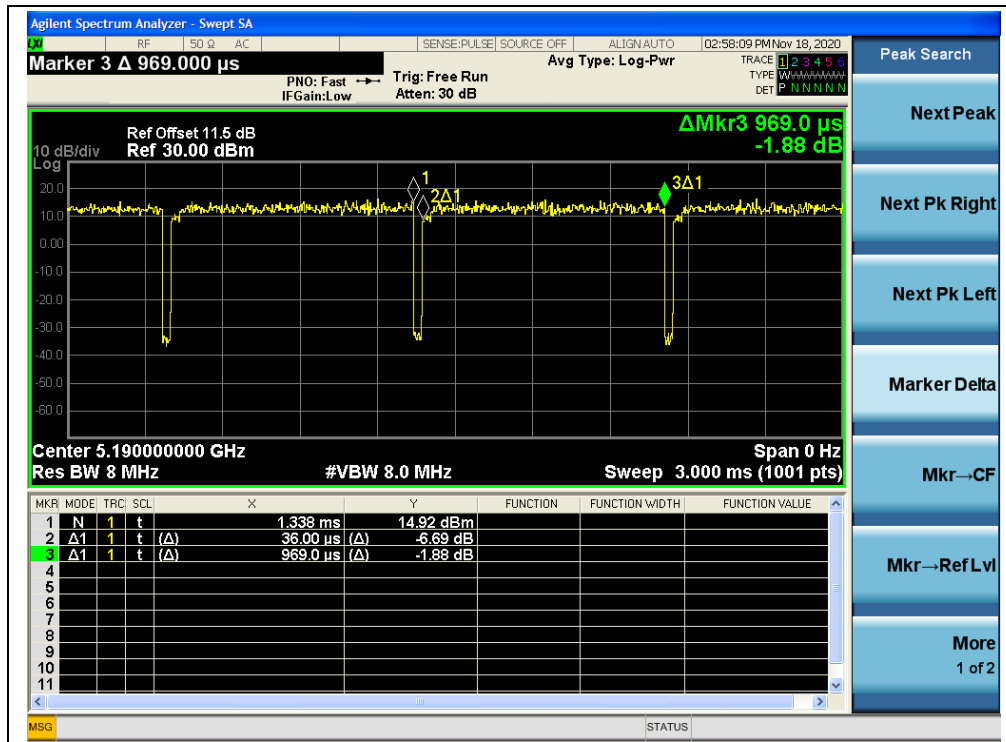 Agilent Spectrum Analyzer - Swept SA
LXI RF 50 Ω AC SENSE:PULSE SOURCE OFF ALIGN AUTO 02:58:09 PM Nov 18, 2020
Marker 3 Δ 969.000 μs
PNO: Fast
IFGain:Low
Trig: Free Run
Atten: 30 dB
Avg Type: Log-Pwr
TRACE 1 2 3 4 5 6
TYPE W
DET P N N N N N
Peak Search
Next Peak
Next Pk Right
Next Pk Left
Marker Delta
Mkr→CF
Mkr→Ref Lvl
More
1 of 2
ΔMkr3 969.0 μs
-1.88 dB
Ref Offset 11.5 dB
10 dB/div Ref 30.00 dBm
Log
20.0
10.0
0.00
-10.0
-20.0
-30.0
-40.0
-50.0
-60.0
1
2Δ1
3Δ1
Center 5.190000000 GHz Span 0 Hz
Res BW 8 MHz #VBW 8.0 MHz Sweep 3.000 ms (1001 pts)
MKR MODE TRC SCL X Y FUNCTION FUNCTION WIDTH FUNCTION VALUE
1 N 1 t 1.338 ms 14.92 dBm
2 Δ1 1 t (Δ) 36.00 μs (Δ) -6.69 dB
3 Δ1 1 t (Δ) 969.0 μs (Δ) -1.88 dB
4
5
6
7
8
9
10
11
MSG STATUS